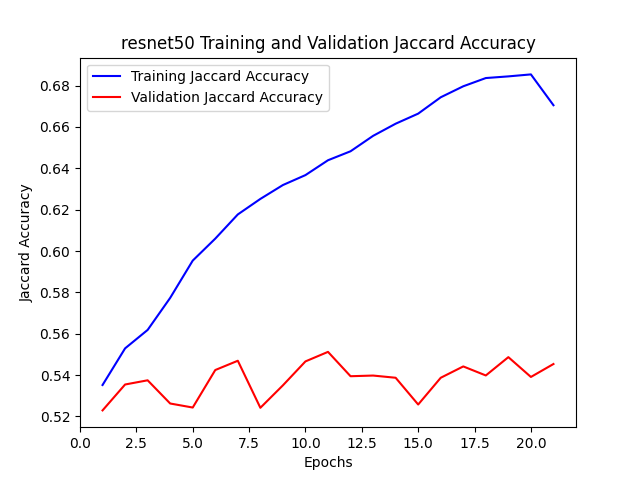 resnet50 Training and Validation Jaccard Accuracy
Training Jaccard Accuracy
Validation Jaccard Accuracy
Jaccard Accuracy
0.68
0.66
0.64
0.62
0.60
0.58
0.56
0.54
0.52
0.0 2.5 5.0 7.5 10.0 12.5 15.0 17.5 20.0
Epochs